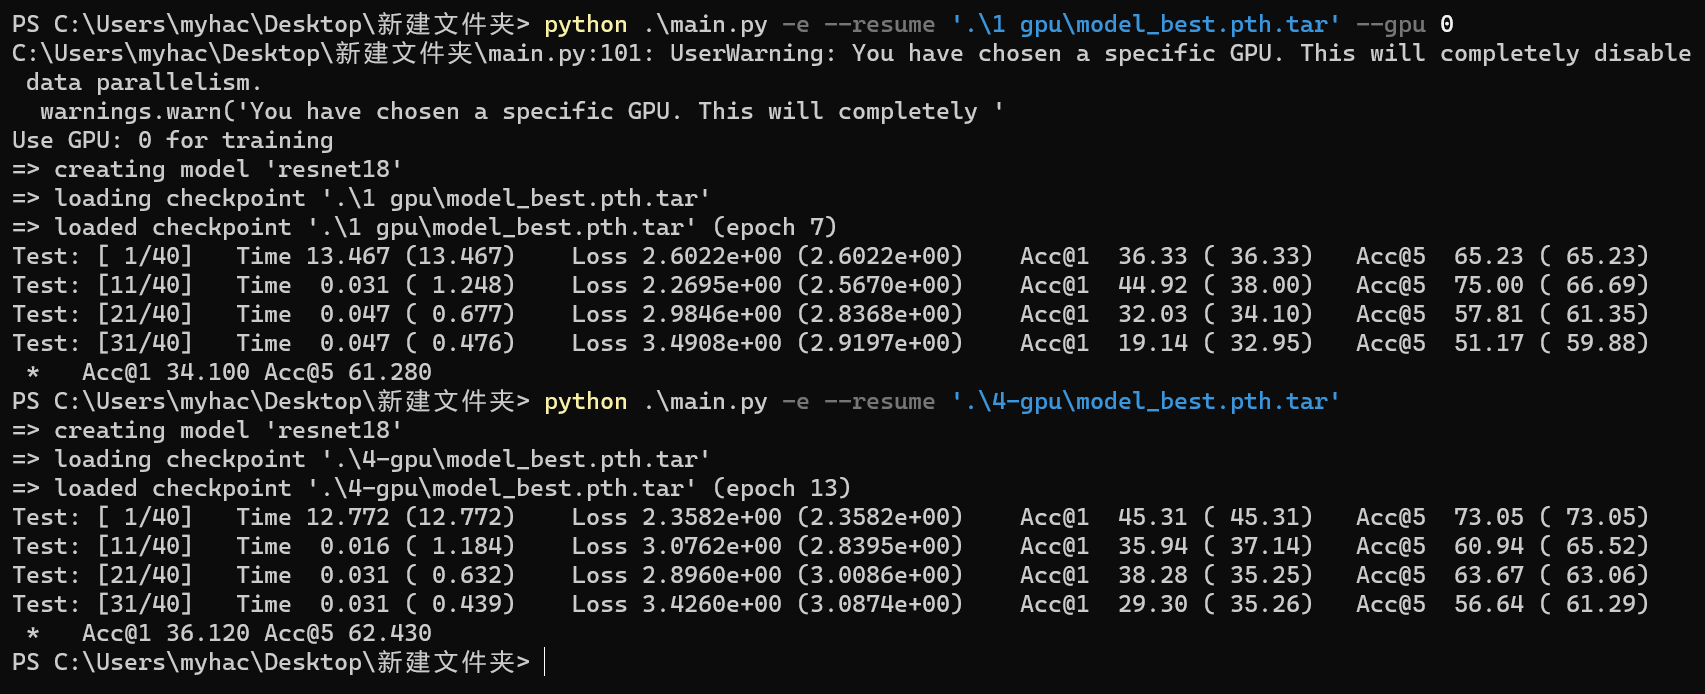 PS C:\Users\myhac\Desktop\新建文件夹> python .\main.py -e --resume '.\1 gpu\model_best.pth.tar' --gpu 0
C:\Users\myhac\Desktop\新建文件夹\main.py:101: UserWarning: You have chosen a specific GPU. This will completely disable
 data parallelism.
  warnings.warn('You have chosen a specific GPU. This will completely '
Use GPU: 0 for training
=> creating model 'resnet18'
=> loading checkpoint '.\1 gpu\model_best.pth.tar'
=> loaded checkpoint '.\1 gpu\model_best.pth.tar' (epoch 7)
Test: [ 1/40]   Time 13.467 (13.467)    Loss 2.6022e+00 (2.6022e+00)    Acc@1  36.33 ( 36.33)   Acc@5  65.23 ( 65.23)
Test: [11/40]   Time  0.031 ( 1.248)    Loss 2.2695e+00 (2.5670e+00)    Acc@1  44.92 ( 38.00)   Acc@5  75.00 ( 66.69)
Test: [21/40]   Time  0.047 ( 0.677)    Loss 2.9846e+00 (2.8368e+00)    Acc@1  32.03 ( 34.10)   Acc@5  57.81 ( 61.35)
Test: [31/40]   Time  0.047 ( 0.476)    Loss 3.4908e+00 (2.9197e+00)    Acc@1  19.14 ( 32.95)   Acc@5  51.17 ( 59.88)
 *   Acc@1 34.100 Acc@5 61.280
PS C:\Users\myhac\Desktop\新建文件夹> python .\main.py -e --resume '.\4-gpu\model_best.pth.tar'
=> creating model 'resnet18'
=> loading checkpoint '.\4-gpu\model_best.pth.tar'
=> loaded checkpoint '.\4-gpu\model_best.pth.tar' (epoch 13)
Test: [ 1/40]   Time 12.772 (12.772)    Loss 2.3582e+00 (2.3582e+00)    Acc@1  45.31 ( 45.31)   Acc@5  73.05 ( 73.05)
Test: [11/40]   Time  0.016 ( 1.184)    Loss 3.0762e+00 (2.8395e+00)    Acc@1  35.94 ( 37.14)   Acc@5  60.94 ( 65.52)
Test: [21/40]   Time  0.031 ( 0.632)    Loss 2.8960e+00 (3.0086e+00)    Acc@1  38.28 ( 35.25)   Acc@5  63.67 ( 63.06)
Test: [31/40]   Time  0.031 ( 0.439)    Loss 3.4260e+00 (3.0874e+00)    Acc@1  29.30 ( 35.26)   Acc@5  56.64 ( 61.29)
 *   Acc@1 36.120 Acc@5 62.430
PS C:\Users\myhac\Desktop\新建文件夹>